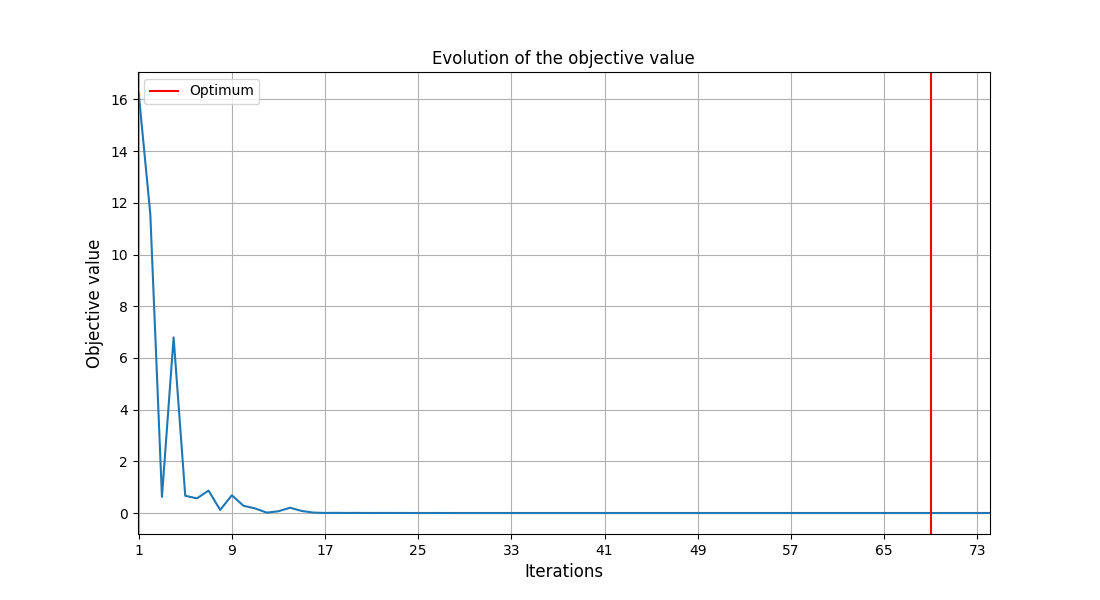 Evolution of the objective value
Optimum
16
14
12
10
8
6
4
2
0
Objective value
1 9 17 25 33 41 49 57 65 73
Iterations